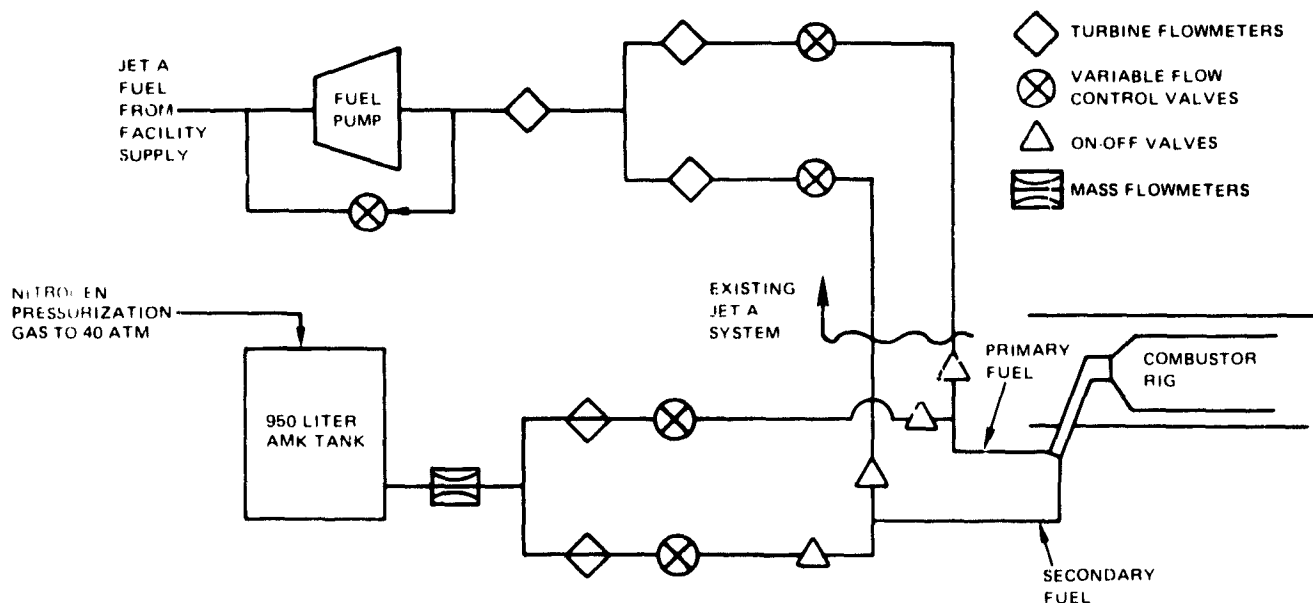 JET A
FUEL
FROM
FACILITY
SUPPLY
FUEL
PUMP
TURBINE FLOWMETERS
VARIABLE FLOW
CONTROL VALVES
ON-OFF VALVES
MASS FLOWMETERS
NITROGEN
PRESSURIZATION
GAS TO 40 ATM
950 LITER
AMK TANK
EXISTING
JET A
SYSTEM
PRIMARY
FUEL
COMBUSTOR
RIG
SECONDARY
FUEL